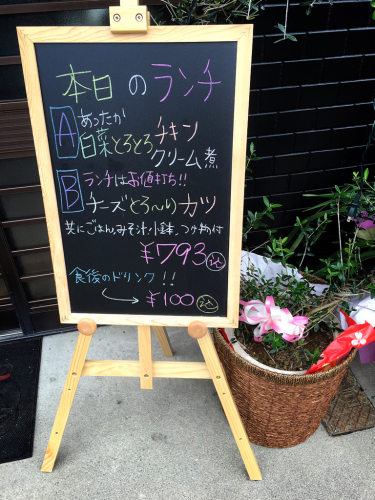 本日のランチ
A あったか
白菜とろとろチキン
クリーム煮
B ランチはお値打ち!!
チーズとろ〜りカツ
共にごはん,みそ汁,小鉢,つけ物付
¥793 込
食後のドリンク!!
→ ¥100 込